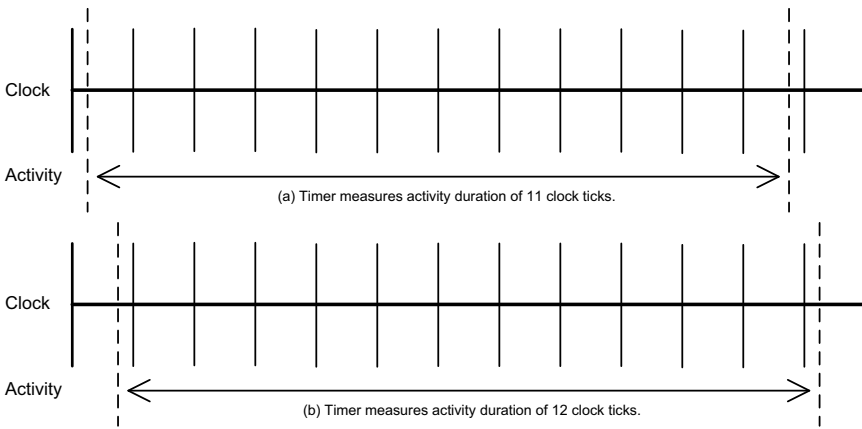 Clock
Activity
(a) Timer measures activity duration of 11 clock ticks.
Clock
Activity
(b) Timer measures activity duration of 12 clock ticks.